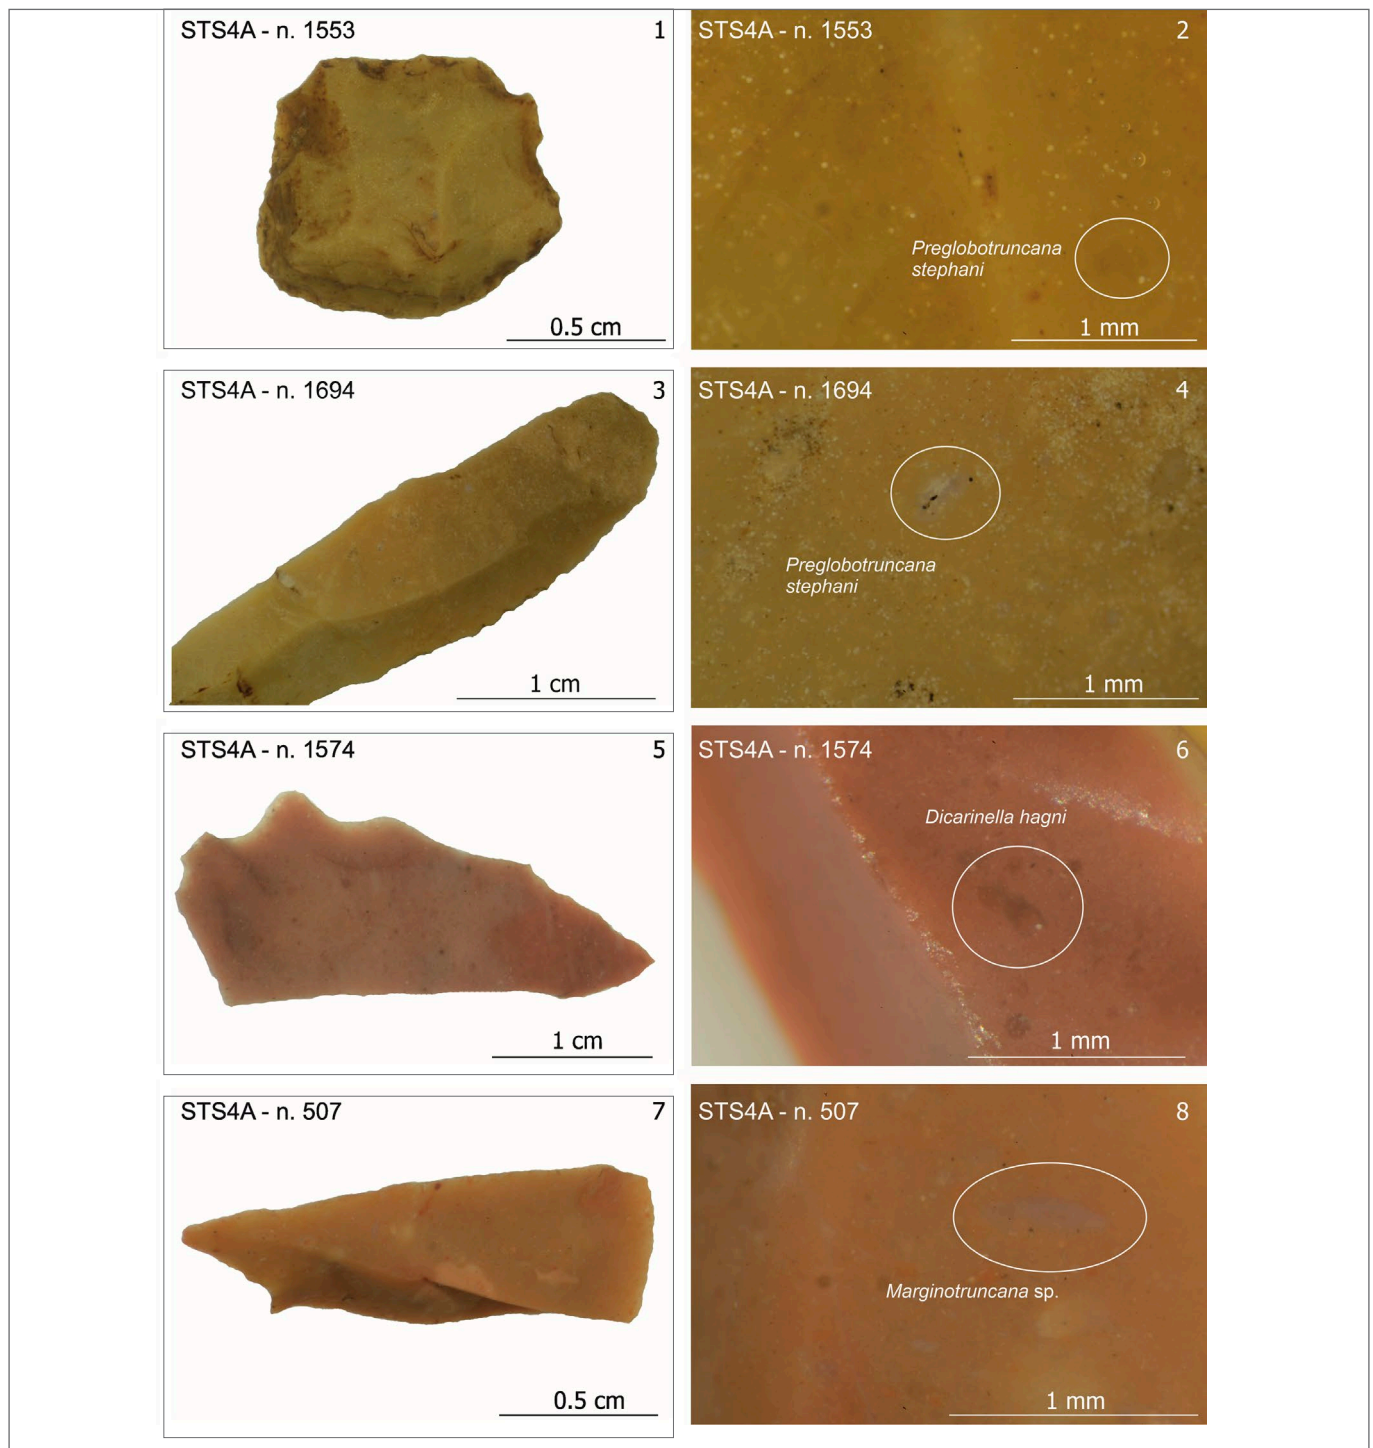 STS4A - n. 1553 1
0.5 cm
STS4A - n. 1553 2
Preglobotruncana
stephani
1 mm
STS4A - n. 1694 3
1 cm
STS4A - n. 1694 4
Preglobotruncana
stephani
1 mm
STS4A - n. 1574 5
1 cm
STS4A - n. 1574 6
Dicarinella hagni
1 mm
STS4A - n. 507 7
0.5 cm
STS4A - n. 507 8
Marginotruncana sp.
1 mm